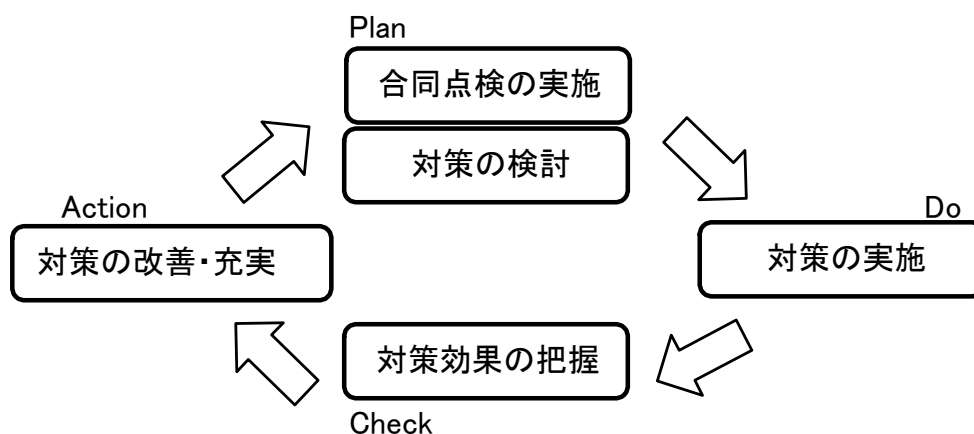 Plan
合同点検の実施
対策の検討
Action
対策の改善・充実
Do
対策の実施
対策効果の把握
Check